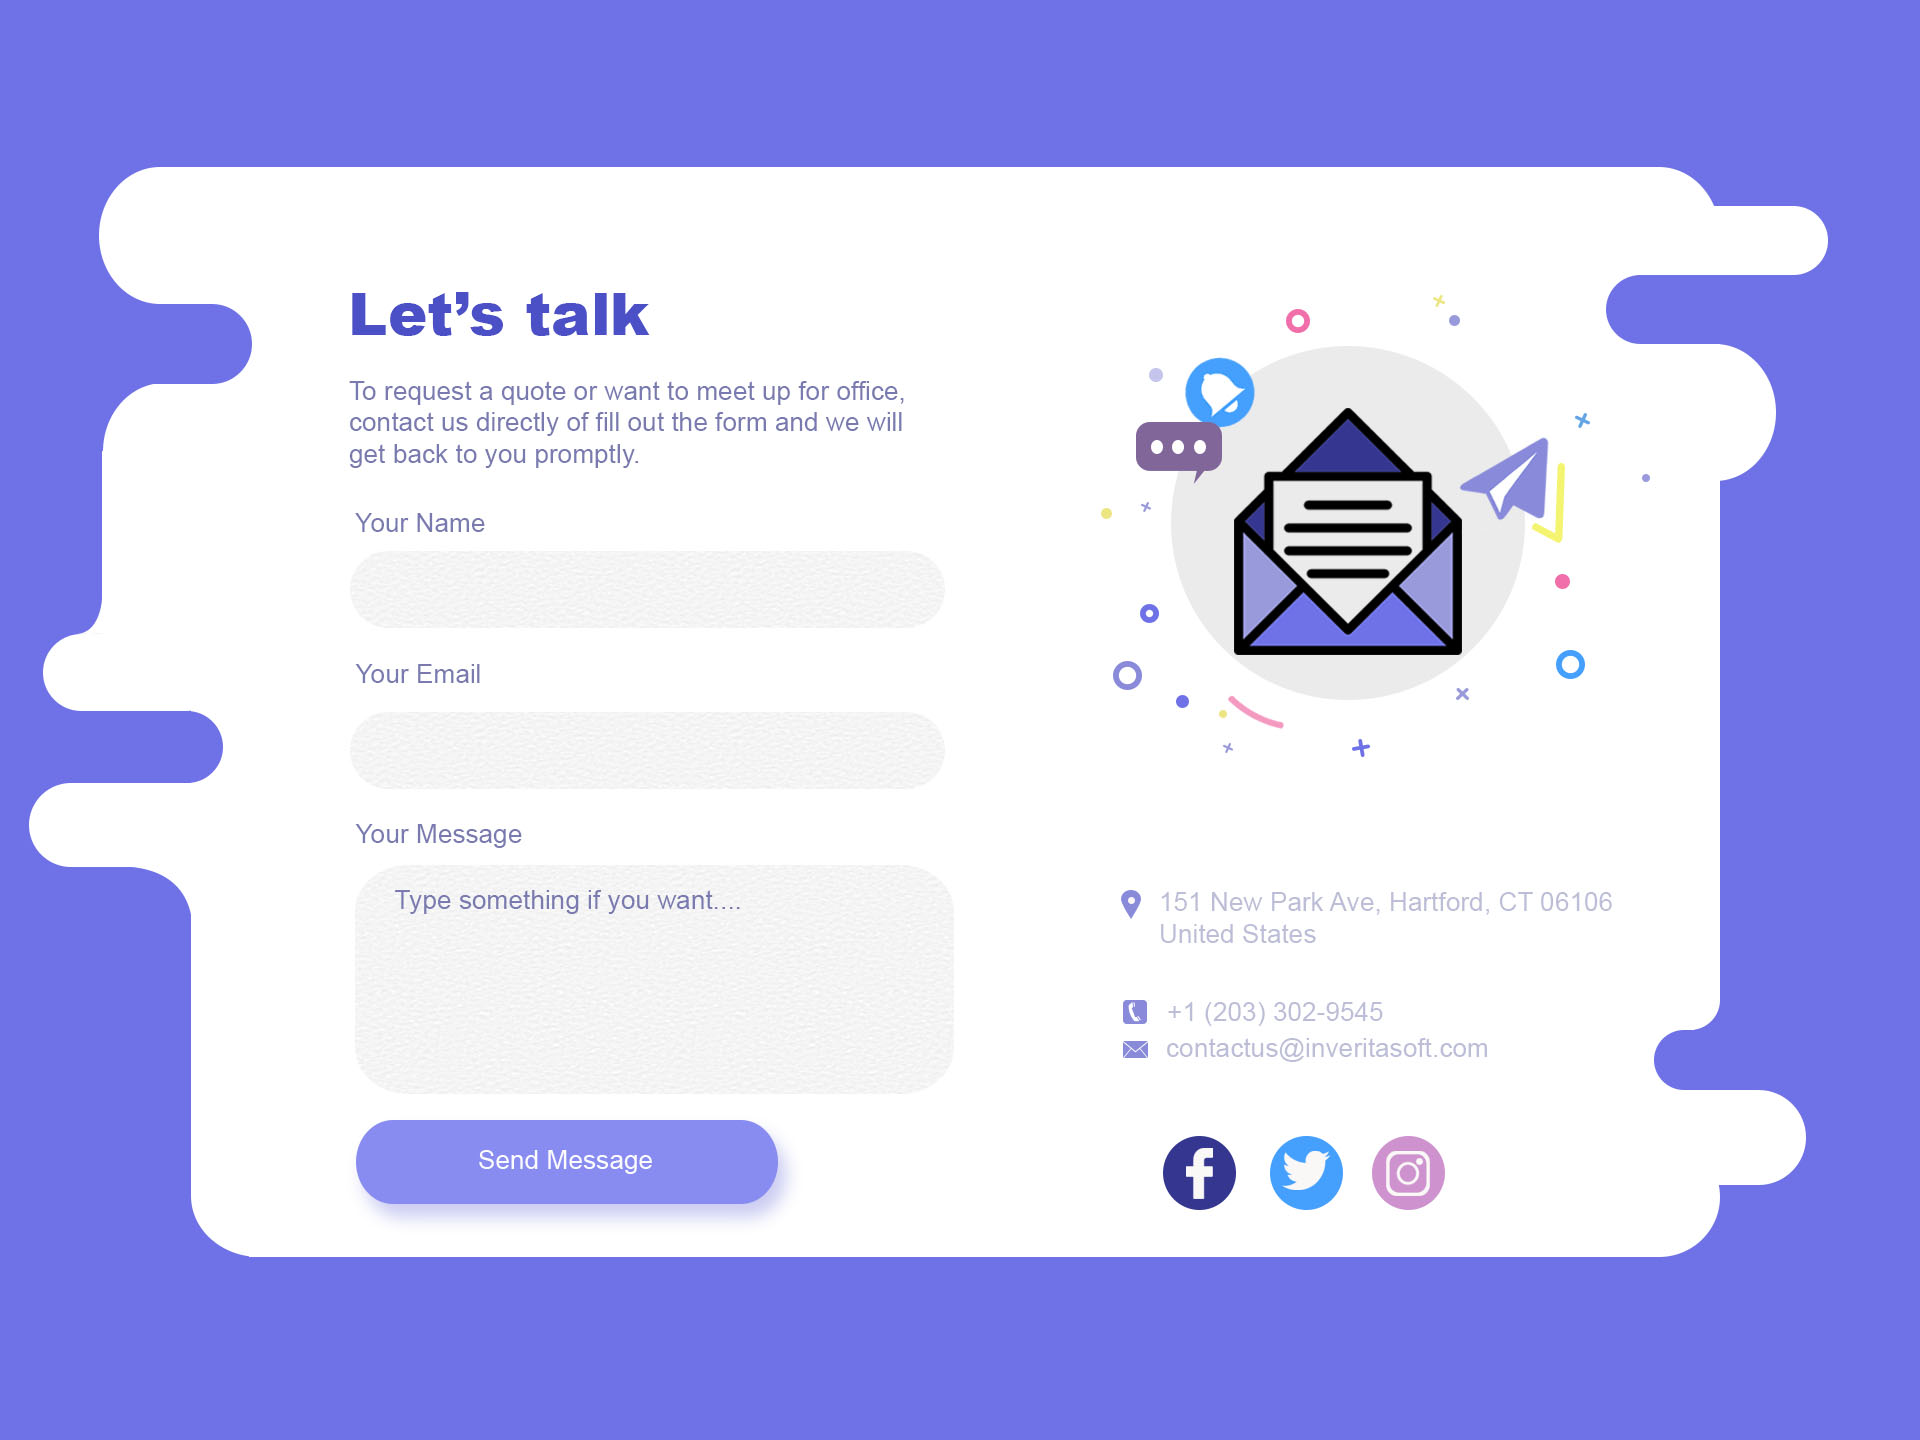 Let’s talk
To request a quote or want to meet up for office,
contact us directly of fill out the form and we will
get back to you promptly.
Your Name
Your Email
Your Message
Type something if you want....
Send Message
151 New Park Ave, Hartford, CT 06106
United States
+1 (203) 302-9545
contactus@inveritasoft.com